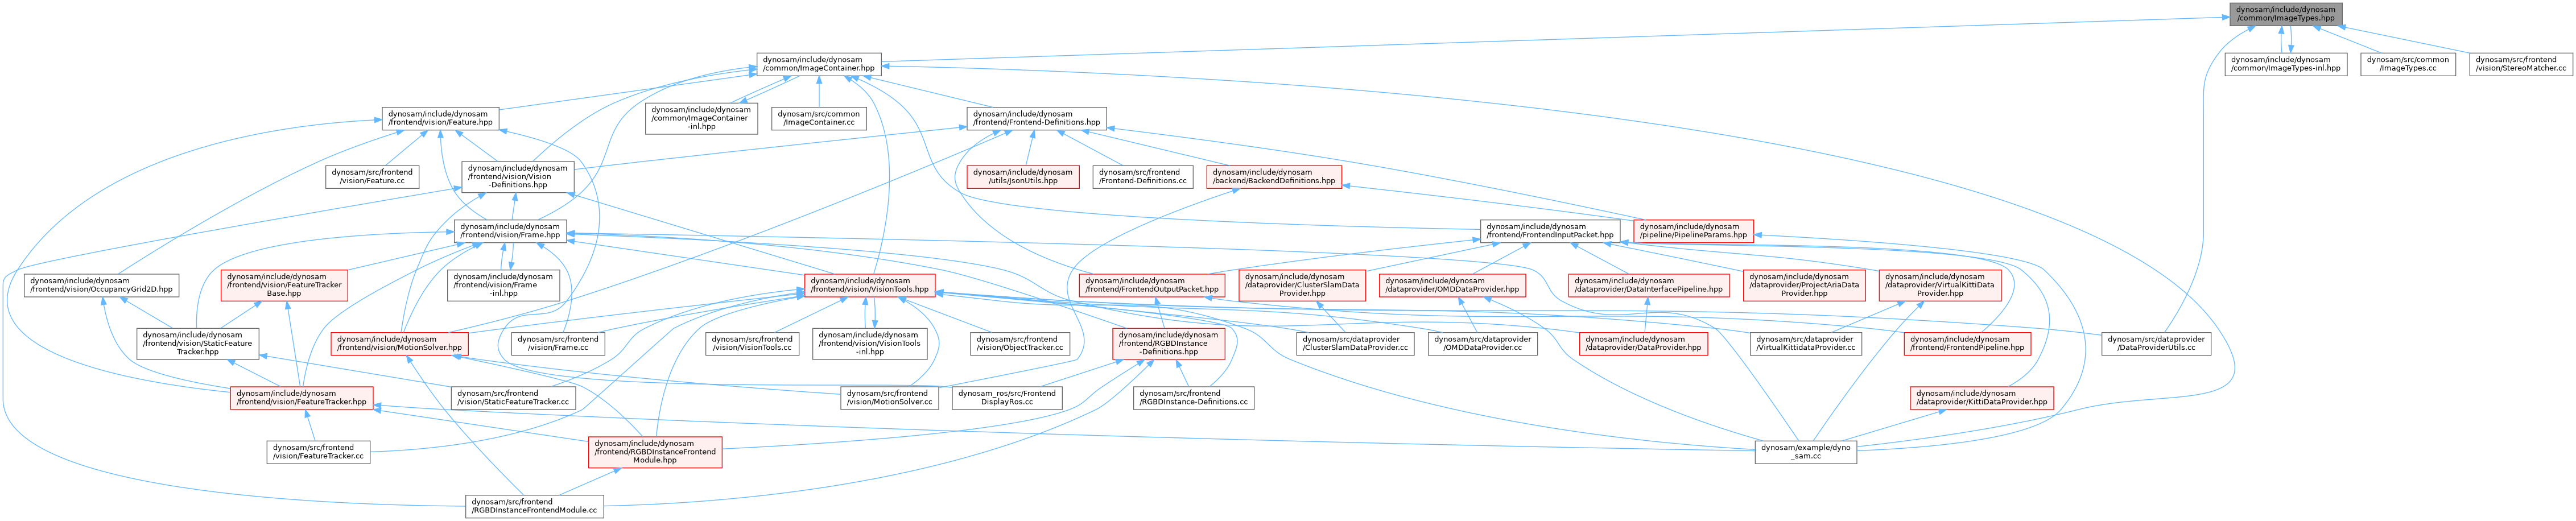 dynosam/include/dynosam
/common/ImageTypes.hpp
dynosam/include/dynosam
/common/ImageContainer.hpp
dynosam/include/dynosam
/common/ImageTypes-inl.hpp
dynosam/src/common
/ImageTypes.cc
dynosam/src/frontend
/vision/StereoMatcher.cc
dynosam/include/dynosam
/frontend/vision/Feature.hpp
dynosam/include/dynosam
/common/ImageContainer
-inl.hpp
dynosam/src/common
/ImageContainer.cc
dynosam/include/dynosam
/frontend/Frontend-Definitions.hpp
dynosam/src/frontend
/vision/Feature.cc
dynosam/include/dynosam
/frontend/vision/Vision
-Definitions.hpp
dynosam/include/dynosam
/utils/JsonUtils.hpp
dynosam/src/frontend
/Frontend-Definitions.cc
dynosam/include/dynosam
/backend/BackendDefinitions.hpp
dynosam/include/dynosam
/frontend/vision/Frame.hpp
dynosam/include/dynosam
/frontend/FrontendInputPacket.hpp
dynosam/include/dynosam
/pipeline/PipelineParams.hpp
dynosam/include/dynosam
/frontend/vision/OccupancyGrid2D.hpp
dynosam/include/dynosam
/frontend/vision/FeatureTracker
Base.hpp
dynosam/include/dynosam
/frontend/vision/Frame
-inl.hpp
dynosam/include/dynosam
/frontend/vision/VisionTools.hpp
dynosam/include/dynosam
/frontend/FrontendOutputPacket.hpp
dynosam/include/dynosam
/dataprovider/ClusterSlamData
Provider.hpp
dynosam/include/dynosam
/dataprovider/OMDDataProvider.hpp
dynosam/include/dynosam
/dataprovider/DataInterfacePipeline.hpp
dynosam/include/dynosam
/dataprovider/ProjectAriaData
Provider.hpp
dynosam/include/dynosam
/dataprovider/VirtualKittiData
Provider.hpp
dynosam/include/dynosam
/frontend/vision/StaticFeature
Tracker.hpp
dynosam/include/dynosam
/frontend/vision/MotionSolver.hpp
dynosam/src/frontend
/vision/Frame.cc
dynosam/src/frontend
/vision/VisionTools.cc
dynosam/include/dynosam
/frontend/vision/VisionTools
-inl.hpp
dynosam/src/frontend
/vision/ObjectTracker.cc
dynosam/include/dynosam
/frontend/RGBDInstance
-Definitions.hpp
dynosam/src/dataprovider
/ClusterSlamDataProvider.cc
dynosam/src/dataprovider
/OMDDataProvider.cc
dynosam/include/dynosam
/dataprovider/DataProvider.hpp
dynosam/src/dataprovider
/VirtualKittidataProvider.cc
dynosam/include/dynosam
/frontend/FrontendPipeline.hpp
dynosam/src/dataprovider
/DataProviderUtils.cc
dynosam/include/dynosam
/frontend/vision/FeatureTracker.hpp
dynosam/src/frontend
/vision/StaticFeatureTracker.cc
dynosam/src/frontend
/vision/MotionSolver.cc
dynosam_ros/src/Frontend
DisplayRos.cc
dynosam/src/frontend
/RGBDInstance-Definitions.cc
dynosam/include/dynosam
/dataprovider/KittiDataProvider.hpp
dynosam/src/frontend
/vision/FeatureTracker.cc
dynosam/include/dynosam
/frontend/RGBDInstanceFrontend
Module.hpp
dynosam/example/dyno
_sam.cc
dynosam/src/frontend
/RGBDInstanceFrontendModule.cc